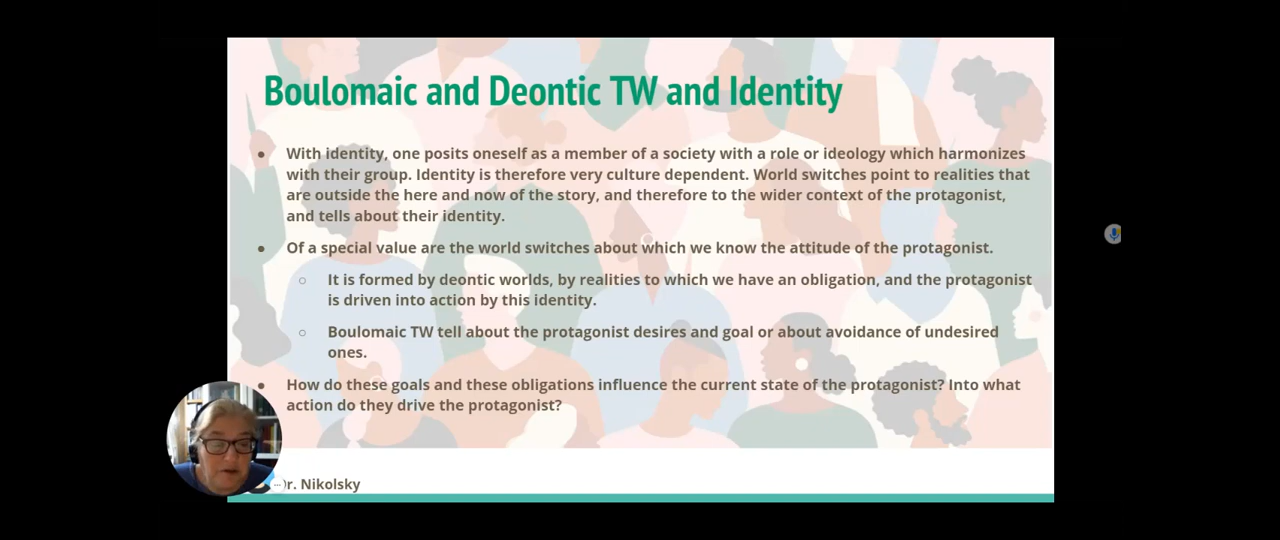 Boulomaic and Deontic TW and Identity
● With identity, one posits oneself as a member of a society with a role or ideology which harmonizes
with their group. Identity is therefore very culture dependent. World switches point to realities that
are outside the here and now of the story, and therefore to the wider context of the protagonist,
and tells about their identity.
● Of a special value are the world switches about which we know the attitude of the protagonist.
○ It is formed by deontic worlds, by realities to which we have an obligation, and the protagonist
is driven into action by this identity.
○ Boulomaic TW tell about the protagonist desires and goal or about avoidance of undesired
ones.
● How do these goals and these obligations influence the current state of the protagonist? Into what
action do they drive the protagonist?
r. Nikolsky